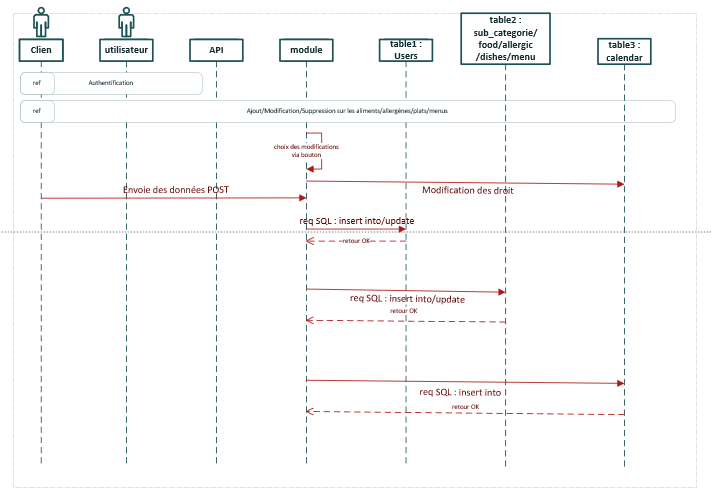 Clien
utilisateur
API
module
table1 :
Users
table2 :
sub_categorie/
food/allergic
/dishes/menu
table3 :
calendar
ref
Authentification
ref
Ajout/Modification/Suppression sur les aliments/allergènes/plats/menus
choix des modifications
via bouton
Modification des droit
Envoie des données POST
req SQL : insert into/update
retour OK
req SQL : insert into/update
retour OK
req SQL : insert into
retour OK